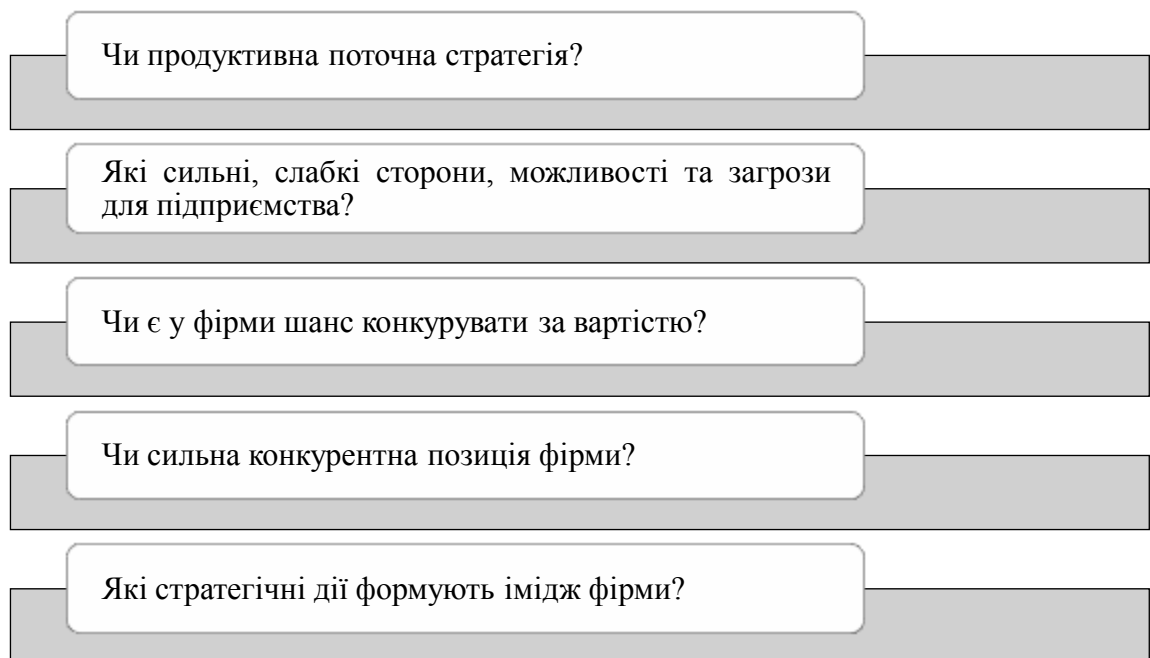 Чи продуктивна поточна стратегія?
Які сильні, слабкі сторони, можливості та загрози
для підприємства?
Чи є у фірми шанс конкурувати за вартістю?
Чи сильна конкурентна позиція фірми?
Які стратегічні дії формують імідж фірми?